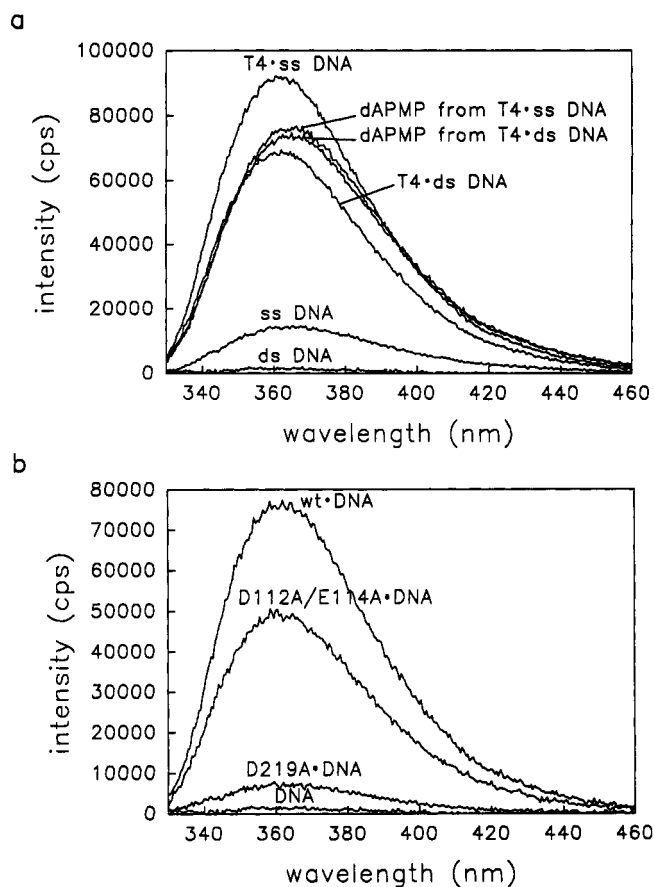 a
100000
80000
60000
40000
20000
0
intensity (cps)
T4•ss DNA
dAPMP from T4•ss DNA
dAPMP from T4•ds DNA
T4•ds DNA
ss DNA
ds DNA
340 360 380 400 420 440 460
wavelength (nm)
b
80000
70000
60000
50000
40000
30000
20000
10000
0
intensity (cps)
wt•DNA
D112A/E114A•DNA
D219A•DNA
DNA
340 360 380 400 420 440 460
wavelength (nm)